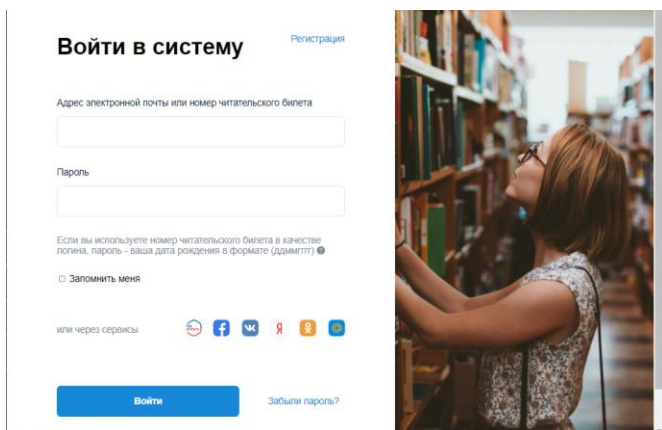 Войти в систему
Регистрация
Адрес электронной почты или номер читательского билета
Пароль
Если вы используете номер читательского билета в качестве
логина, пароль - ваша дата рождения в формате (ддммгггг)
Запомнить меня
или через сервисы
Войти
Забыли пароль?